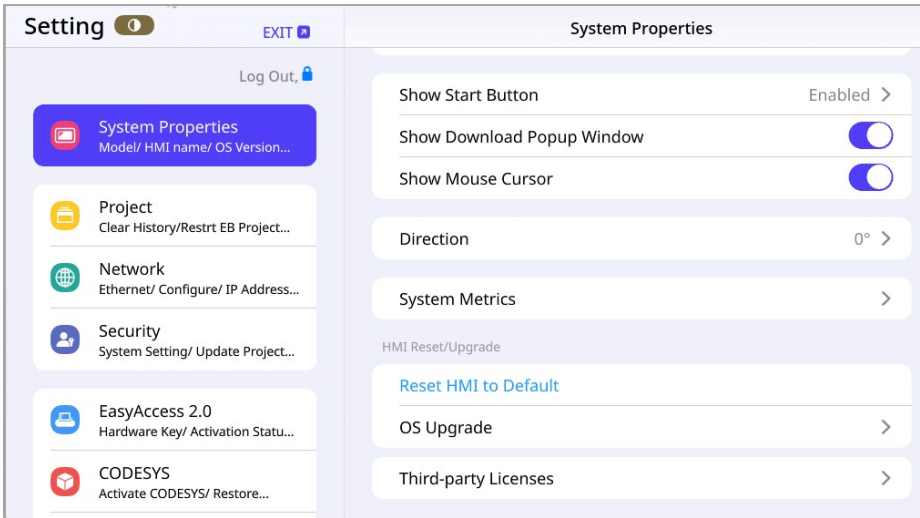 Setting
EXIT
Log Out,
System Properties
Model/ HMI name/ OS Version...
Project
Clear History/Restrt EB Project...
Network
Ethernet/ Configure/ IP Address...
Security
System Setting/ Update Project...
EasyAccess 2.0
Hardware Key/ Activation Statu...
CODESYS
Activate CODESYS/ Restore...
System Properties
Show Start Button Enabled
Show Download Popup Window
Show Mouse Cursor
Direction 0°
System Metrics
HMI Reset/Upgrade
Reset HMI to Default
OS Upgrade
Third-party Licenses